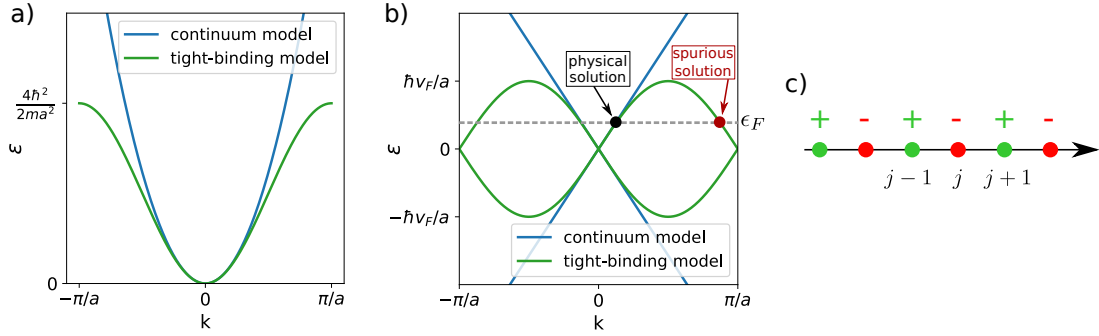 a)
continuum model
tight-binding model
4ħ²
2ma²
ε
0
−π/a
0
π/a
k
b)
physical
solution
spurious
solution
ħv_F/a
ϵ_F
ε
0
−ħv_F/a
continuum model
tight-binding model
−π/a
0
π/a
k
c)
+ - + - + -
j − 1 j j + 1